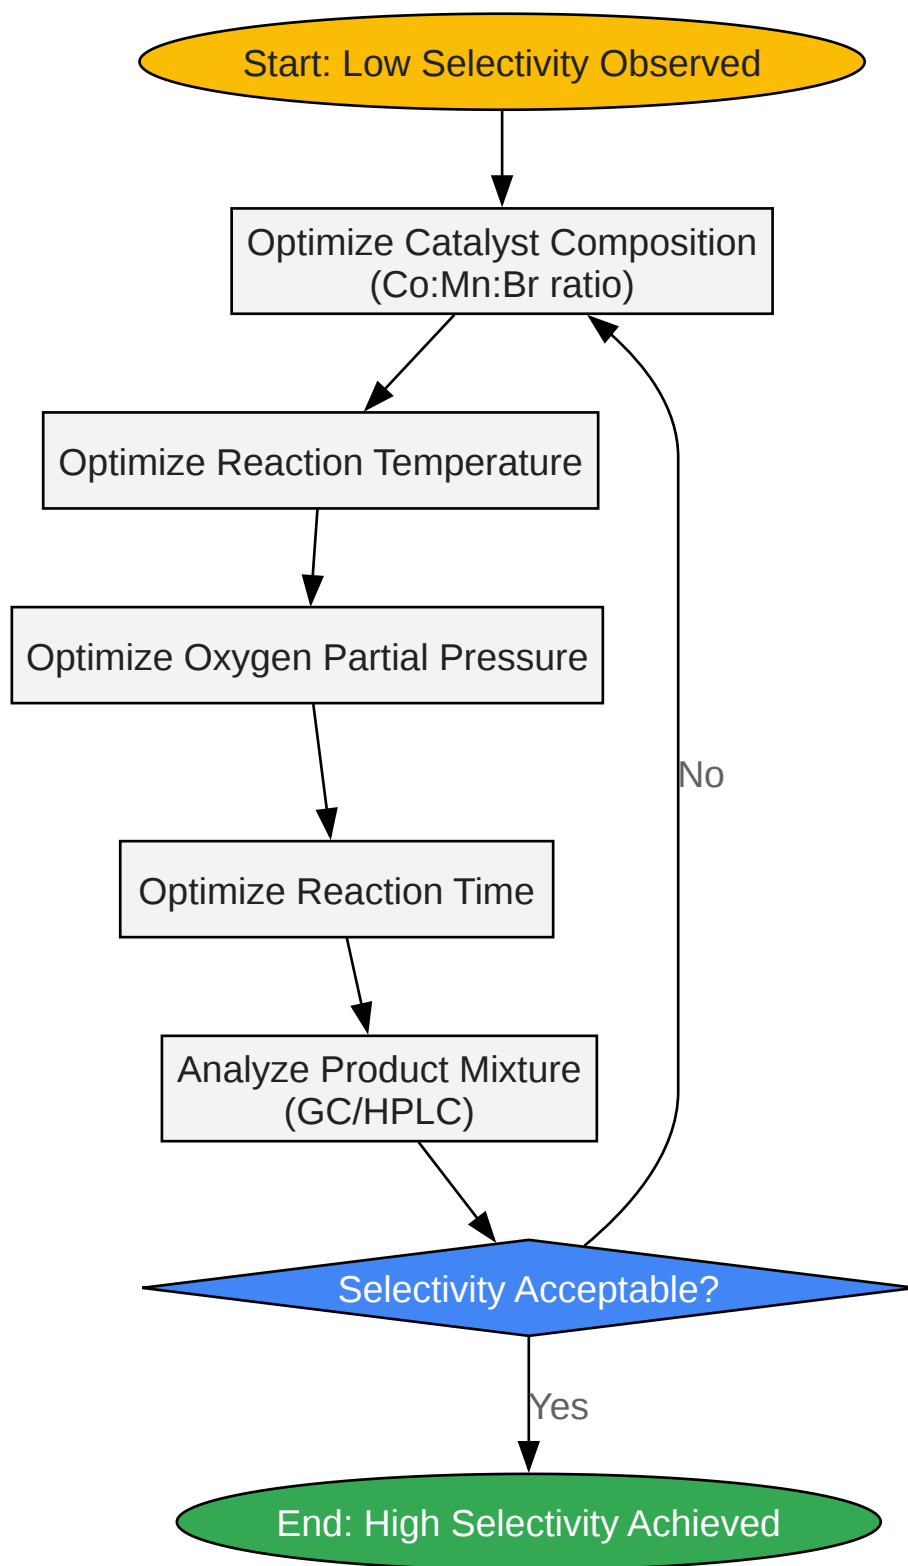 Start: Low Selectivity Observed
Optimize Catalyst Composition
(Co:Mn:Br ratio)
Optimize Reaction Temperature
Optimize Oxygen Partial Pressure
No
Optimize Reaction Time
Analyze Product Mixture
(GC/HPLC)
Selectivity Acceptable?
Yes
End: High Selectivity Achieved